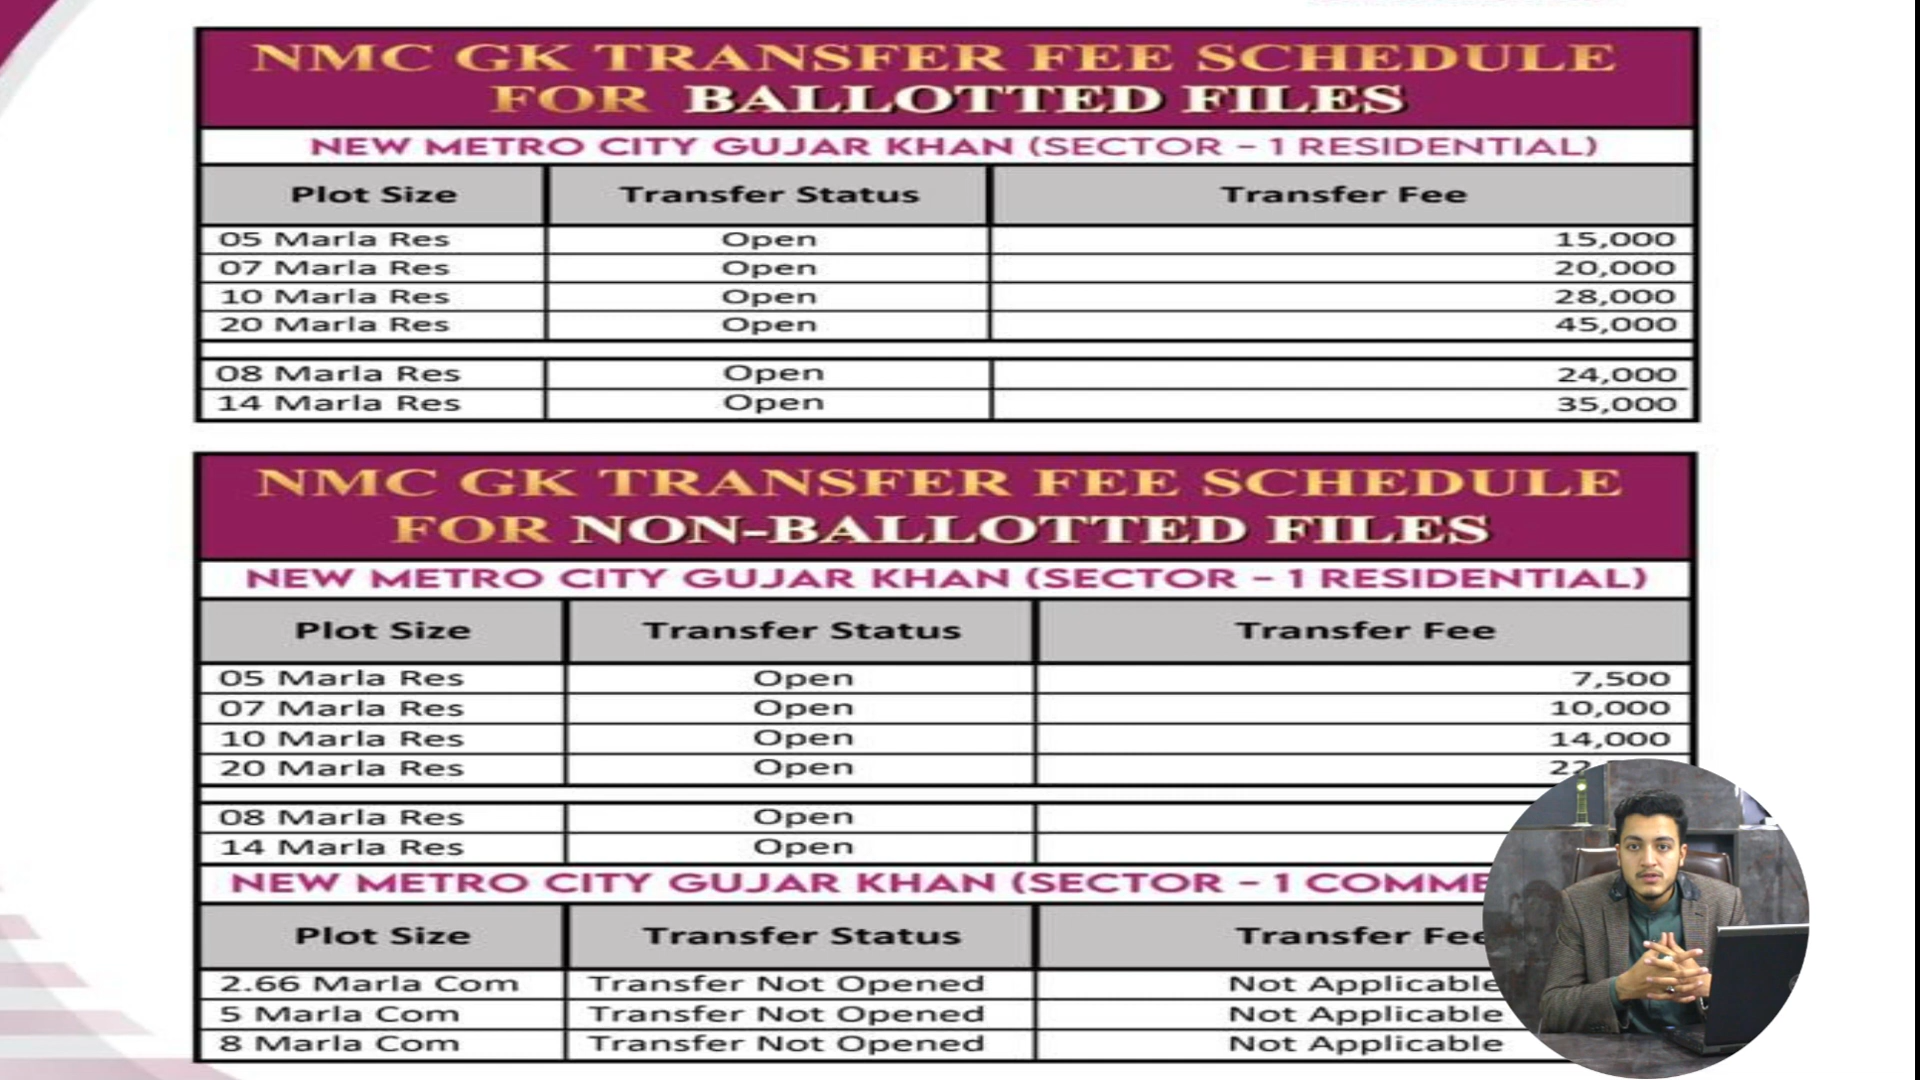 NMC GK TRANSFER FEE SCHEDULE
FOR BALLOTTED FILES
NEW METRO CITY GUJAR KHAN (SECTOR - 1 RESIDENTIAL)
Plot Size Transfer Status Transfer Fee
05 Marla Res Open 15,000
07 Marla Res Open 20,000
10 Marla Res Open 28,000
20 Marla Res Open 45,000
08 Marla Res Open 24,000
14 Marla Res Open 35,000
NMC GK TRANSFER FEE SCHEDULE
FOR NON-BALLOTTED FILES
NEW METRO CITY GUJAR KHAN (SECTOR - 1 RESIDENTIAL)
Plot Size Transfer Status Transfer Fee
05 Marla Res Open 7,500
07 Marla Res Open 10,000
10 Marla Res Open 14,000
20 Marla Res Open
08 Marla Res Open
14 Marla Res Open
NEW METRO CITY GUJAR KHAN (SECTOR - 1
Plot Size Transfer Status Transfer Fee
2.66 Marla Com Transfer Not Opened Not Applicable
5 Marla Com Transfer Not Opened Not Applicable
8 Marla Com Transfer Not Opened Not Applicable